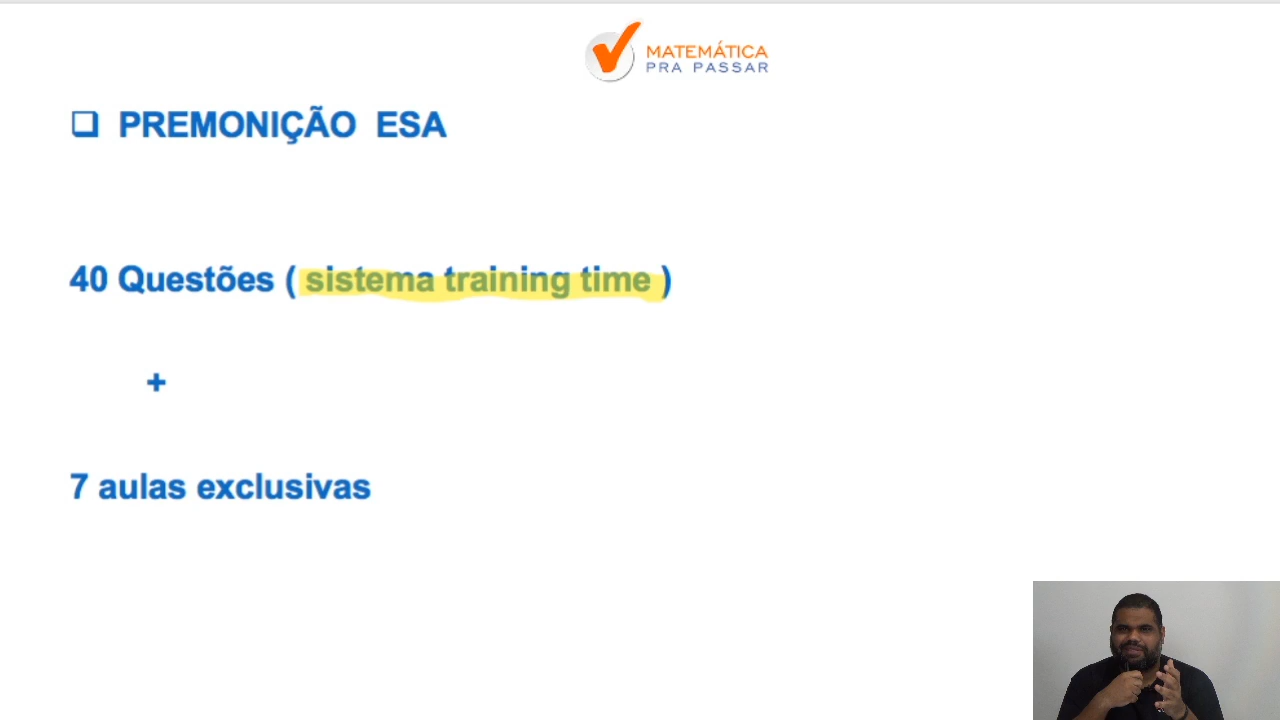 MATEMÁTICA
PRA PASSAR
PREMONIÇÃO ESA
40 Questões ( sistema training time )
+
7 aulas exclusivas